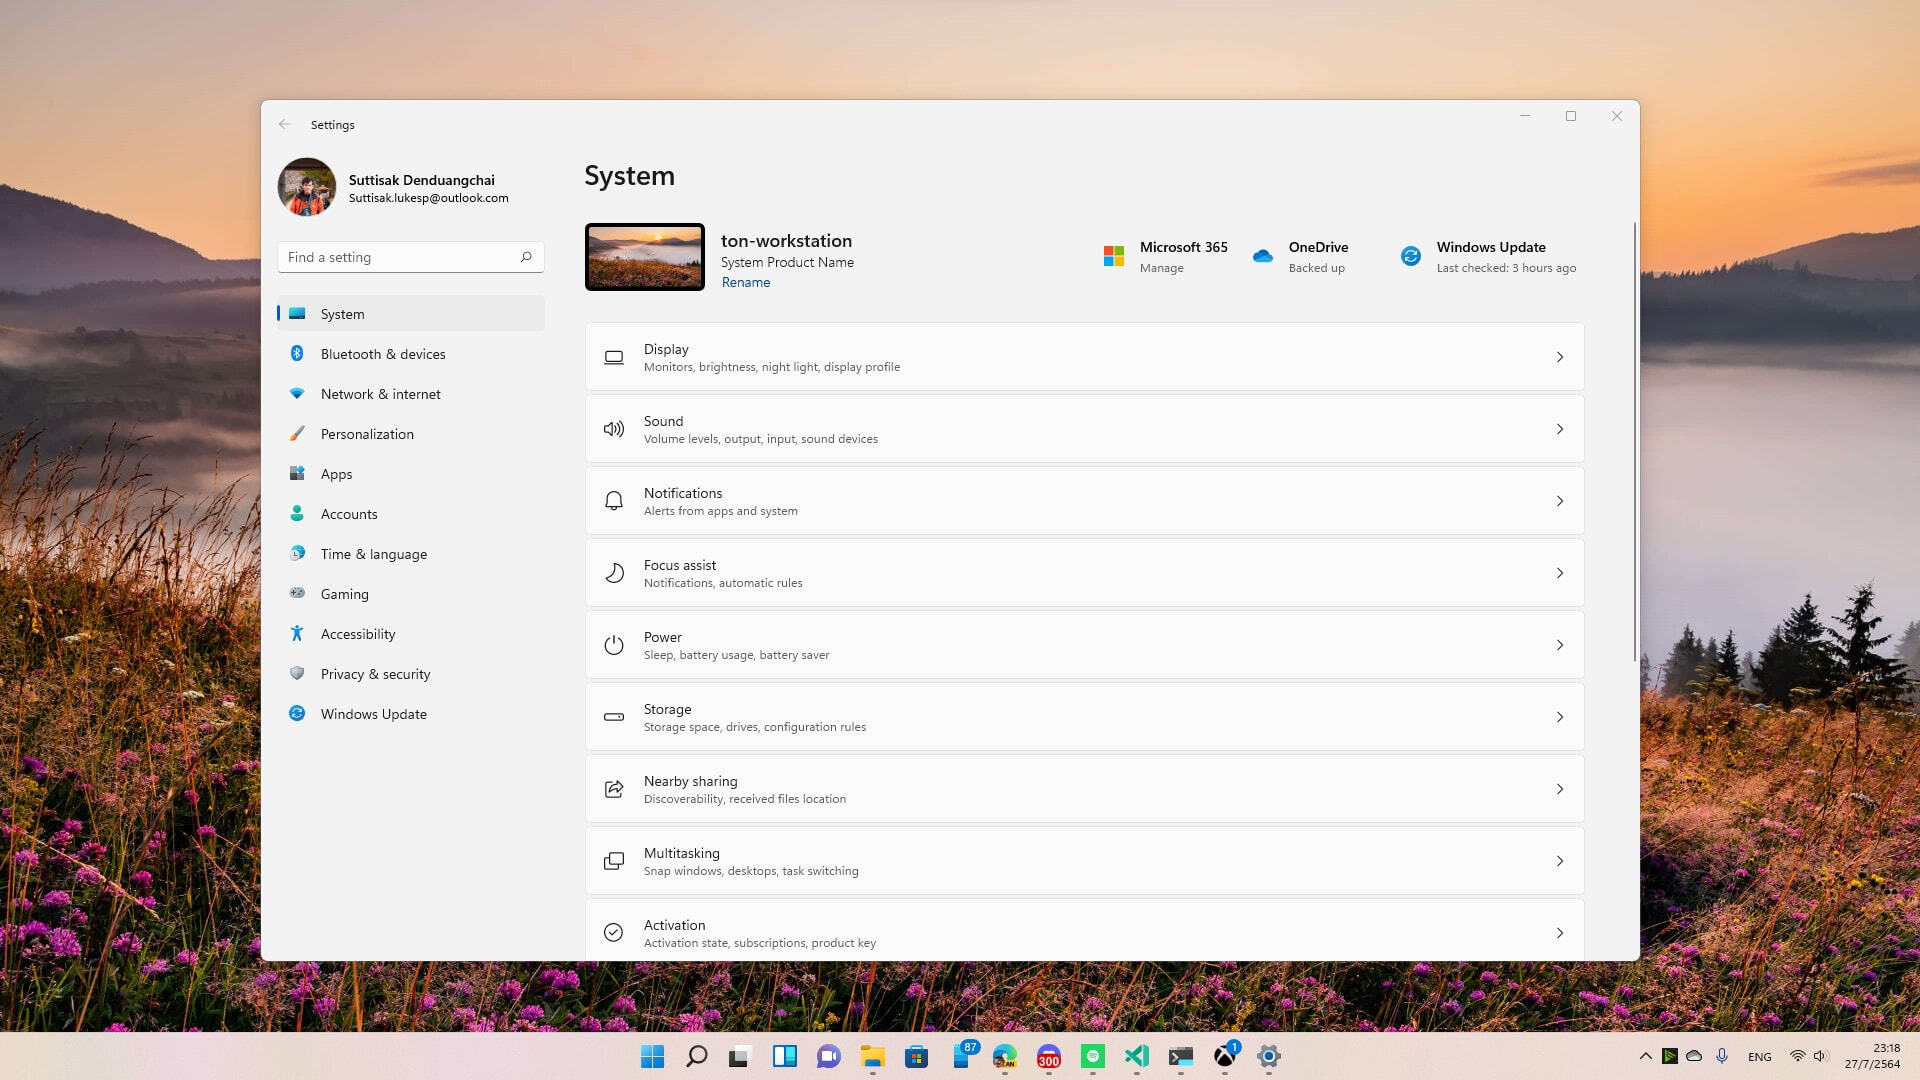 Settings
Suttisak Denduangchai
Suttisak.lukesp@outlook.com
Find a setting
System
Bluetooth & devices
Network & internet
Personalization
Apps
Accounts
Time & language
Gaming
Accessibility
Privacy & security
Windows Update
System
ton-workstation
System Product Name
Rename
Microsoft 365
Manage
OneDrive
Backed up
Windows Update
Last checked: 3 hours ago
Display
Monitors, brightness, night light, display profile
Sound
Volume levels, output, input, sound devices
Notifications
Alerts from apps and system
Focus assist
Notifications, automatic rules
Power
Sleep, battery usage, battery saver
Storage
Storage space, drives, configuration rules
Nearby sharing
Discoverability, received files location
Multitasking
Snap windows, desktops, task switching
Activation
Activation state, subscriptions, product key
87
300
1
ENG
23:18
27/7/2564